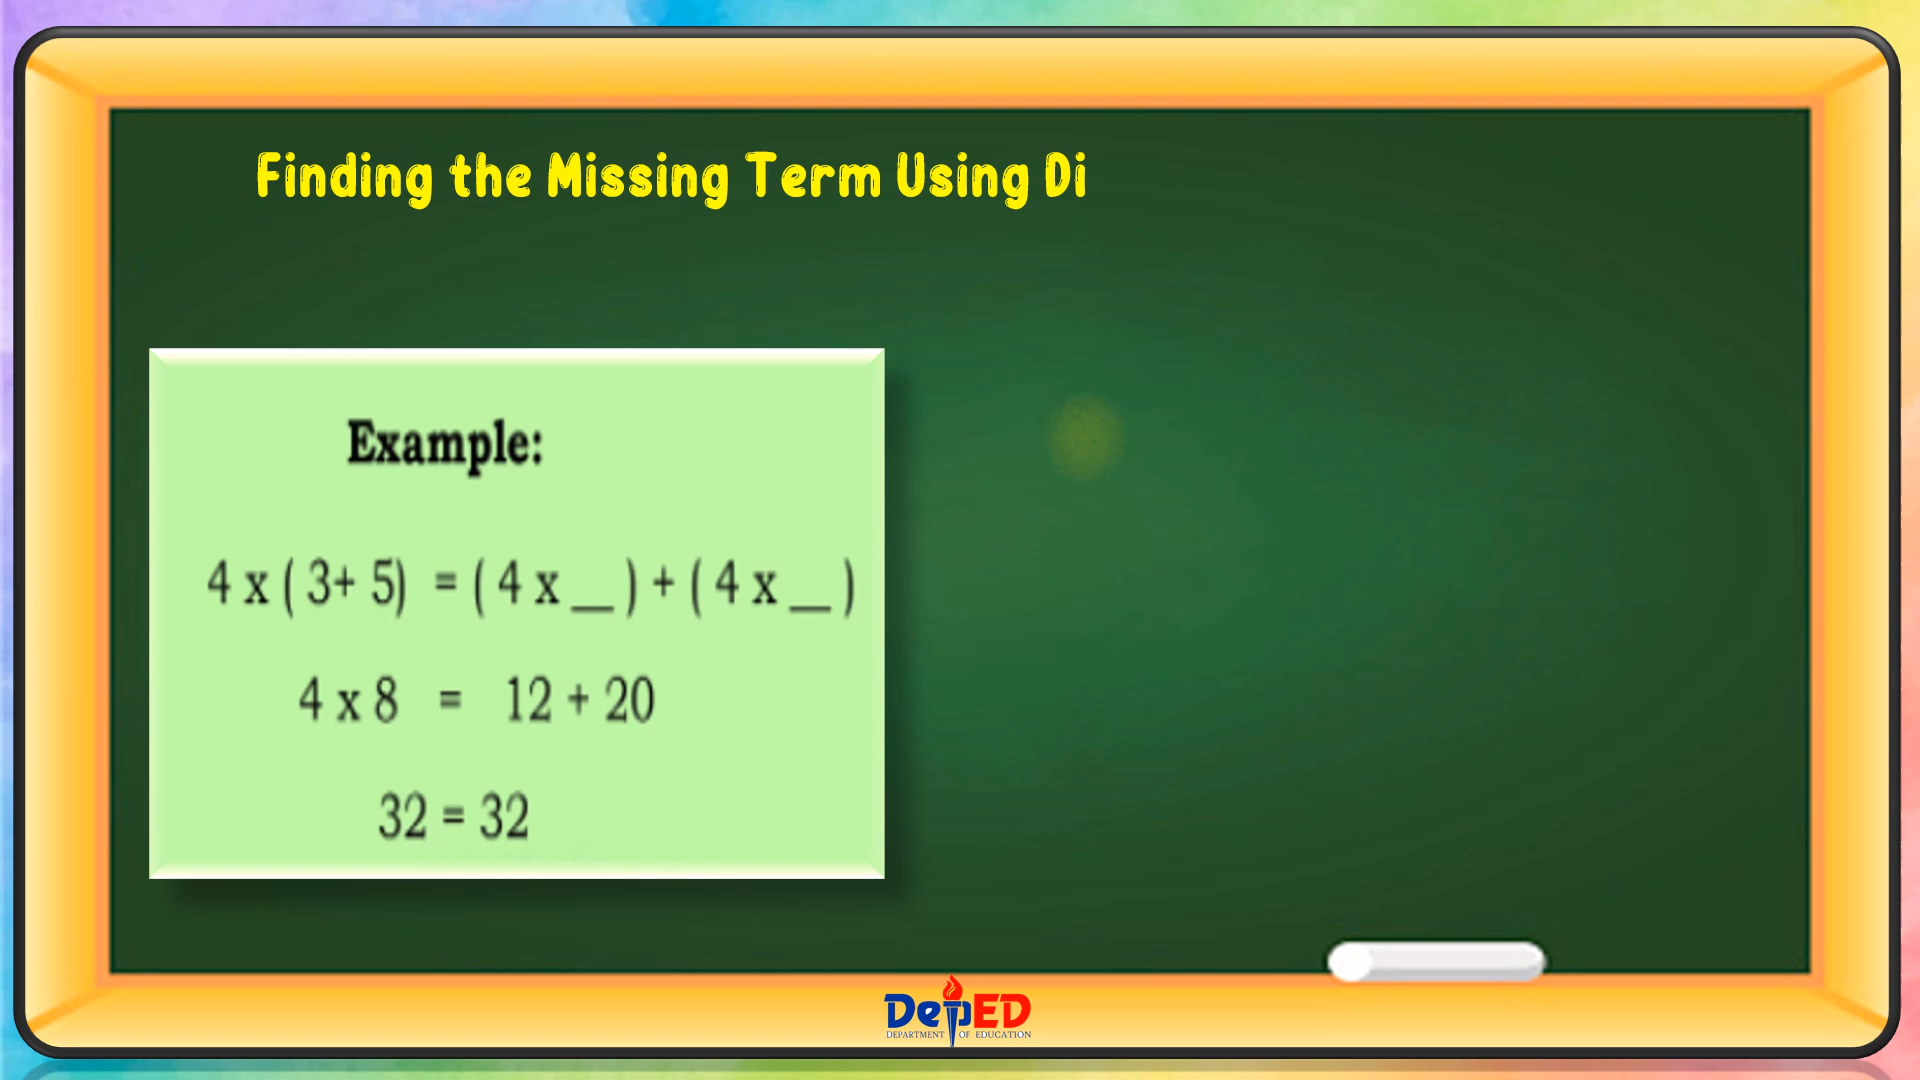 Finding the Missing Term Using Di
Example:
4 x ( 3+ 5) = ( 4 x __ ) + ( 4 x __ )
4 x 8 = 12 + 20
32 = 32
DepED
DEPARTMENT OF EDUCATION